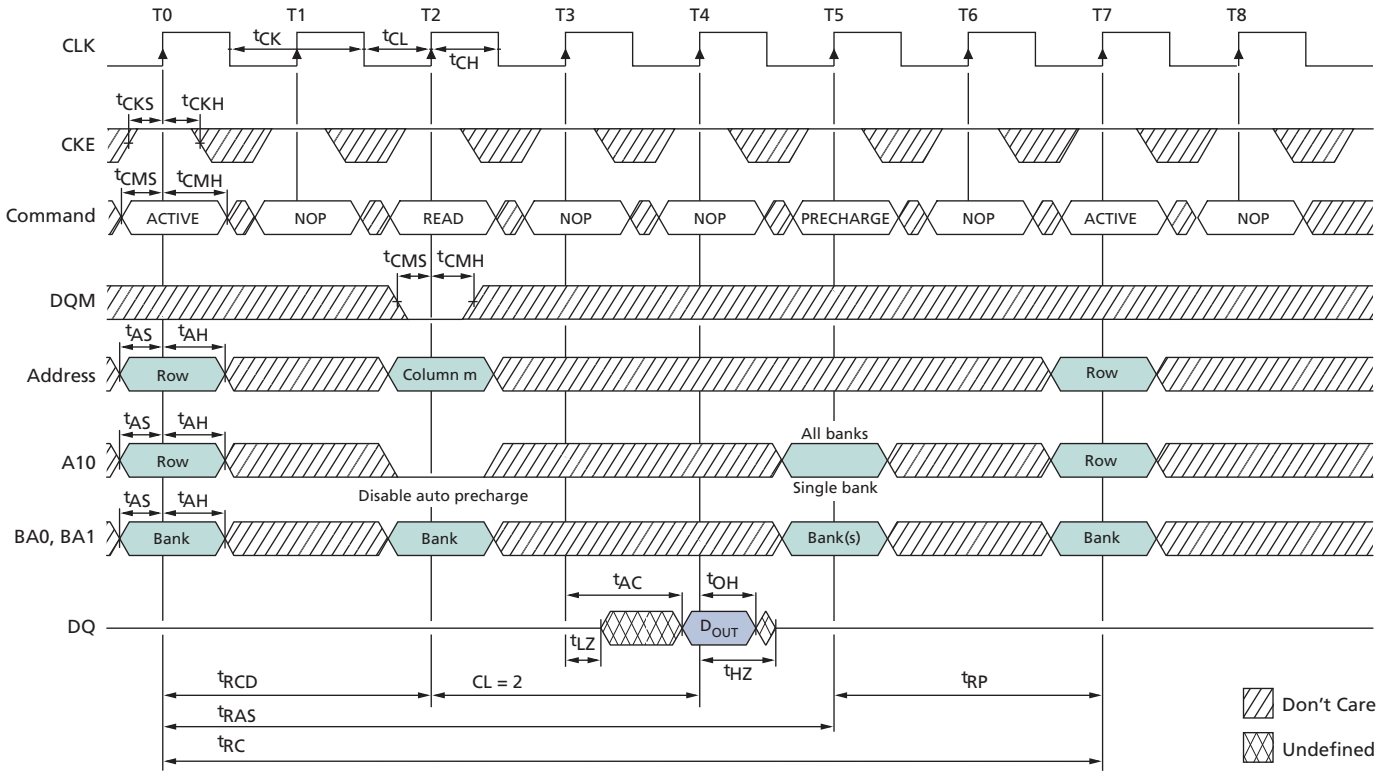 T0 T1 T2 T3 T4 T5 T6 T7 T8
CLK
tCK tCL
tCH
tCKS tCKH
CKE
tCMS tCMH
Command ACTIVE NOP READ NOP NOP PRECHARGE NOP ACTIVE NOP
tCMS tCMH
DQM
tAS tAH
Address Row Column m Row
tAS tAH
All banks
A10 Row Row
Disable auto precharge Single bank
tAS tAH
BA0, BA1 Bank Bank Bank(s) Bank
tAC tOH
DQ DOUT
tLZ tHZ
tRCD CL = 2 tRP
tRAS
tRC
Don't Care
Undefined